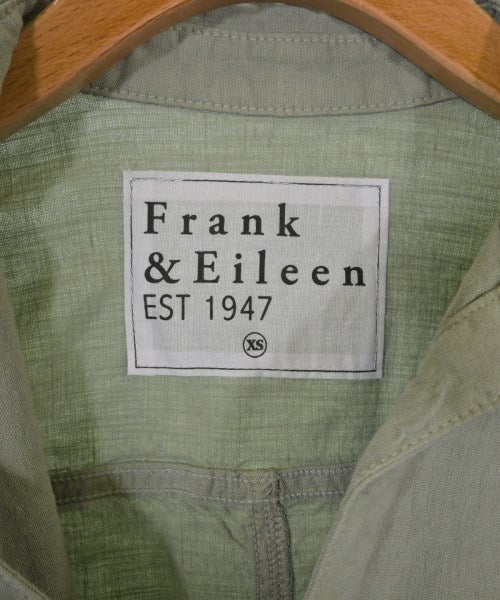 Frank
& Eileen
EST 1947
XS